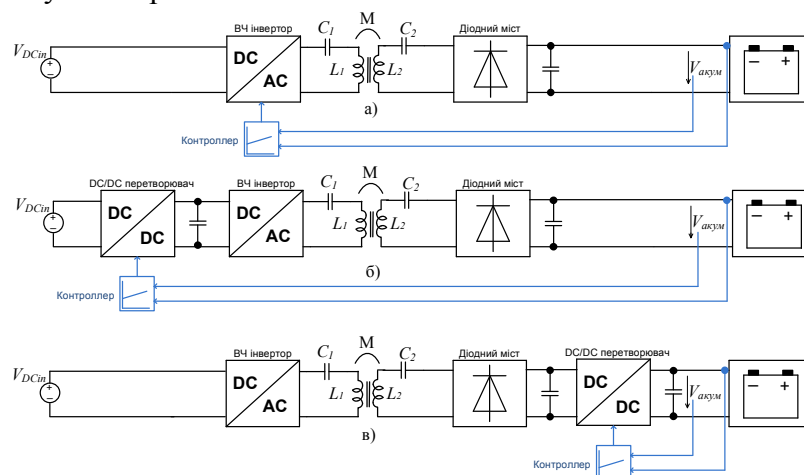 ВЧ інвертор
M
C1
C2
Діодний міст
VDCin
DC
AC
L1
L2
Vакум
− +
Контроллер
а)
DC/DC перетворювач
ВЧ інвертор
M
C1
C2
Діодний міст
VDCin
DC
DC
DC
AC
L1
L2
Vакум
− +
Контроллер
б)
ВЧ інвертор
M
C1
C2
Діодний міст
DC/DC перетворювач
VDCin
DC
AC
L1
L2
DC
DC
Vакум
− +
в)
Контроллер